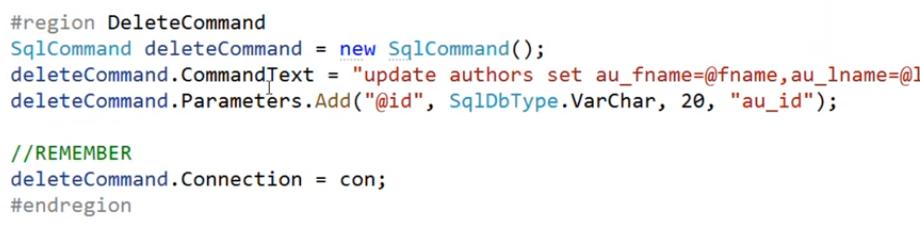 #region DeleteCommand
SqlCommand deleteCommand = new SqlCommand();
deleteCommand.CommandText = "update authors set au_fname=@fname,au_lname=@l
deleteCommand.Parameters.Add("@id", SqlDbType.VarChar, 20, "au_id");
//REMEMBER
deleteCommand.Connection = con;
#endregion